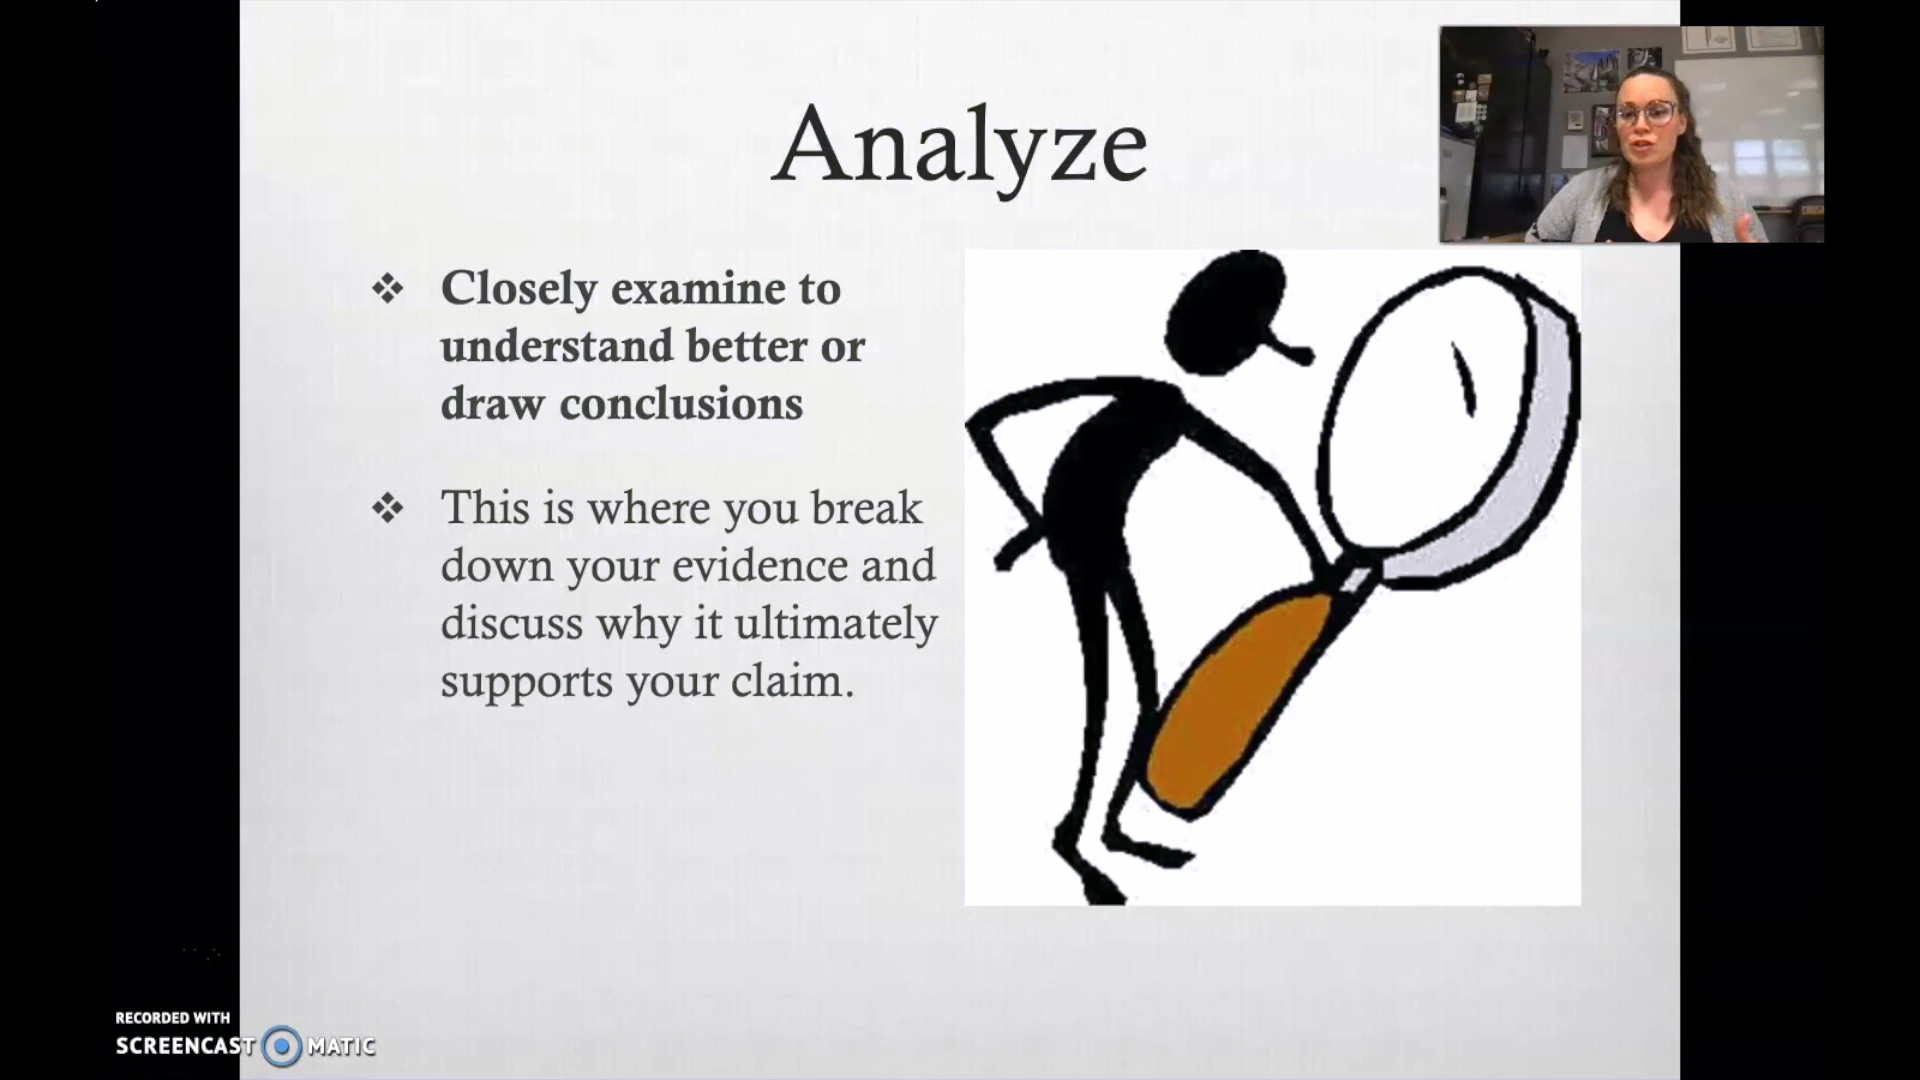 Analyze
❖ Closely examine to
understand better or
draw conclusions
❖ This is where you break
down your evidence and
discuss why it ultimately
supports your claim.
RECORDED WITH
SCREENCAST MATIC